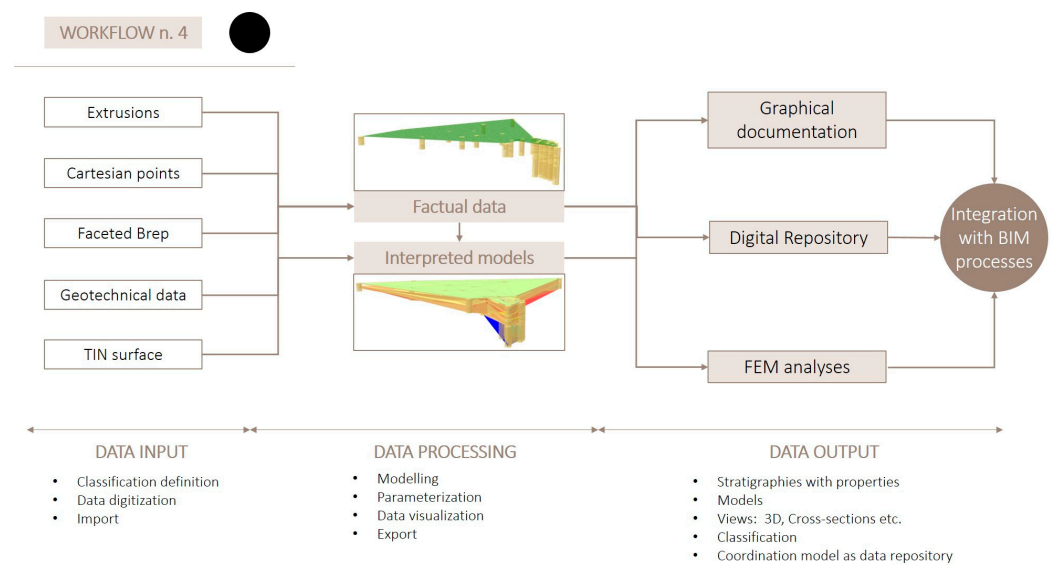 WORKFLOW n. 4
Extrusions
Cartesian points
Faceted Brep
Geotechnical data
TIN surface
Factual data
Interpreted models
Graphical
documentation
Digital Repository
FEM analyses
Integration
with BIM
processes
DATA INPUT
• Classification definition
• Data digitization
• Import
DATA PROCESSING
• Modelling
• Parameterization
• Data visualization
• Export
DATA OUTPUT
• Stratigraphies with properties
• Models
• Views: 3D, Cross-sections etc.
• Classification
• Coordination model as data repository